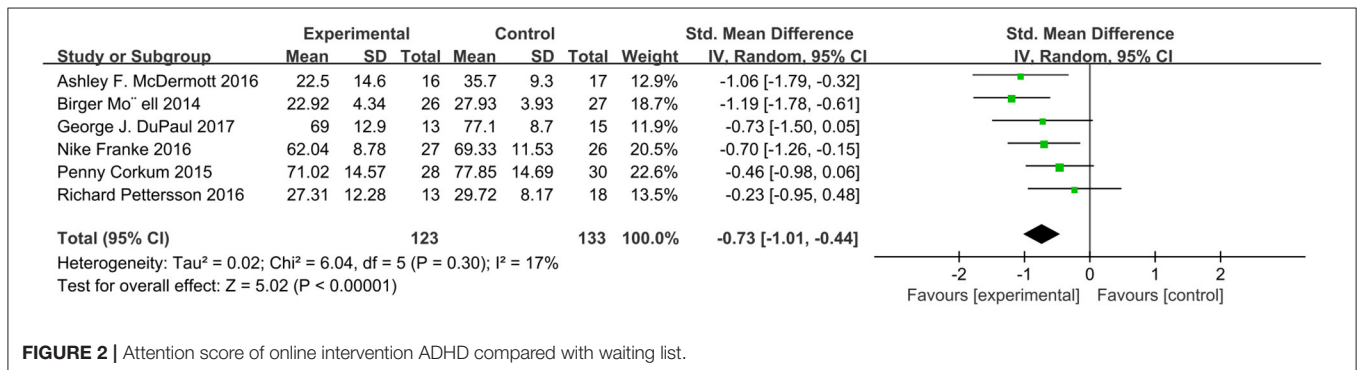 Experimental Control Std. Mean Difference Std. Mean Difference
Study or Subgroup Mean SD Total Mean SD Total Weight IV, Random, 95% CI IV, Random, 95% CI
Ashley F. McDermott 2016 22.5 14.6 16 35.7 9.3 17 12.9% -1.06 [-1.79, -0.32]
Birger Mo¨ ell 2014 22.92 4.34 26 27.93 3.93 27 18.7% -1.19 [-1.78, -0.61]
George J. DuPaul 2017 69 12.9 13 77.1 8.7 15 11.9% -0.73 [-1.50, 0.05]
Nike Franke 2016 62.04 8.78 27 69.33 11.53 26 20.5% -0.70 [-1.26, -0.15]
Penny Corkum 2015 71.02 14.57 28 77.85 14.69 30 22.6% -0.46 [-0.98, 0.06]
Richard Pettersson 2016 27.31 12.28 13 29.72 8.17 18 13.5% -0.23 [-0.95, 0.48]
Total (95% CI) 123 133 100.0% -0.73 [-1.01, -0.44]
Heterogeneity: Tau² = 0.02; Chi² = 6.04, df = 5 (P = 0.30); I² = 17%
Test for overall effect: Z = 5.02 (P < 0.00001)
-2 -1 0 1 2
Favours [experimental] Favours [control]
FIGURE 2 | Attention score of online intervention ADHD compared with waiting list.